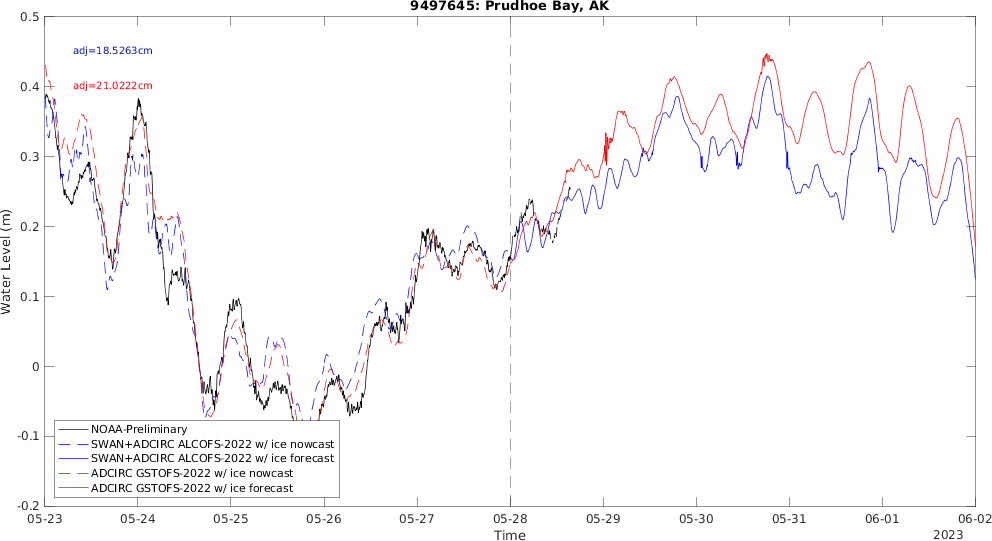 9497645: Prudhoe Bay, AK
0.5
adj=18.5263cm
adj=21.0222cm
0.4
0.3
0.2
0.1
0
-0.1
-0.2
Water Level (m)
NOAA-Preliminary
SWAN+ADCIRC ALCOFS-2022 w/ ice nowcast
SWAN+ADCIRC ALCOFS-2022 w/ ice forecast
ADCIRC GSTOFS-2022 w/ ice nowcast
ADCIRC GSTOFS-2022 w/ ice forecast
05-23 05-24 05-25 05-26 05-27 05-28 05-29 05-30 05-31 06-01 06-02
Time
2023